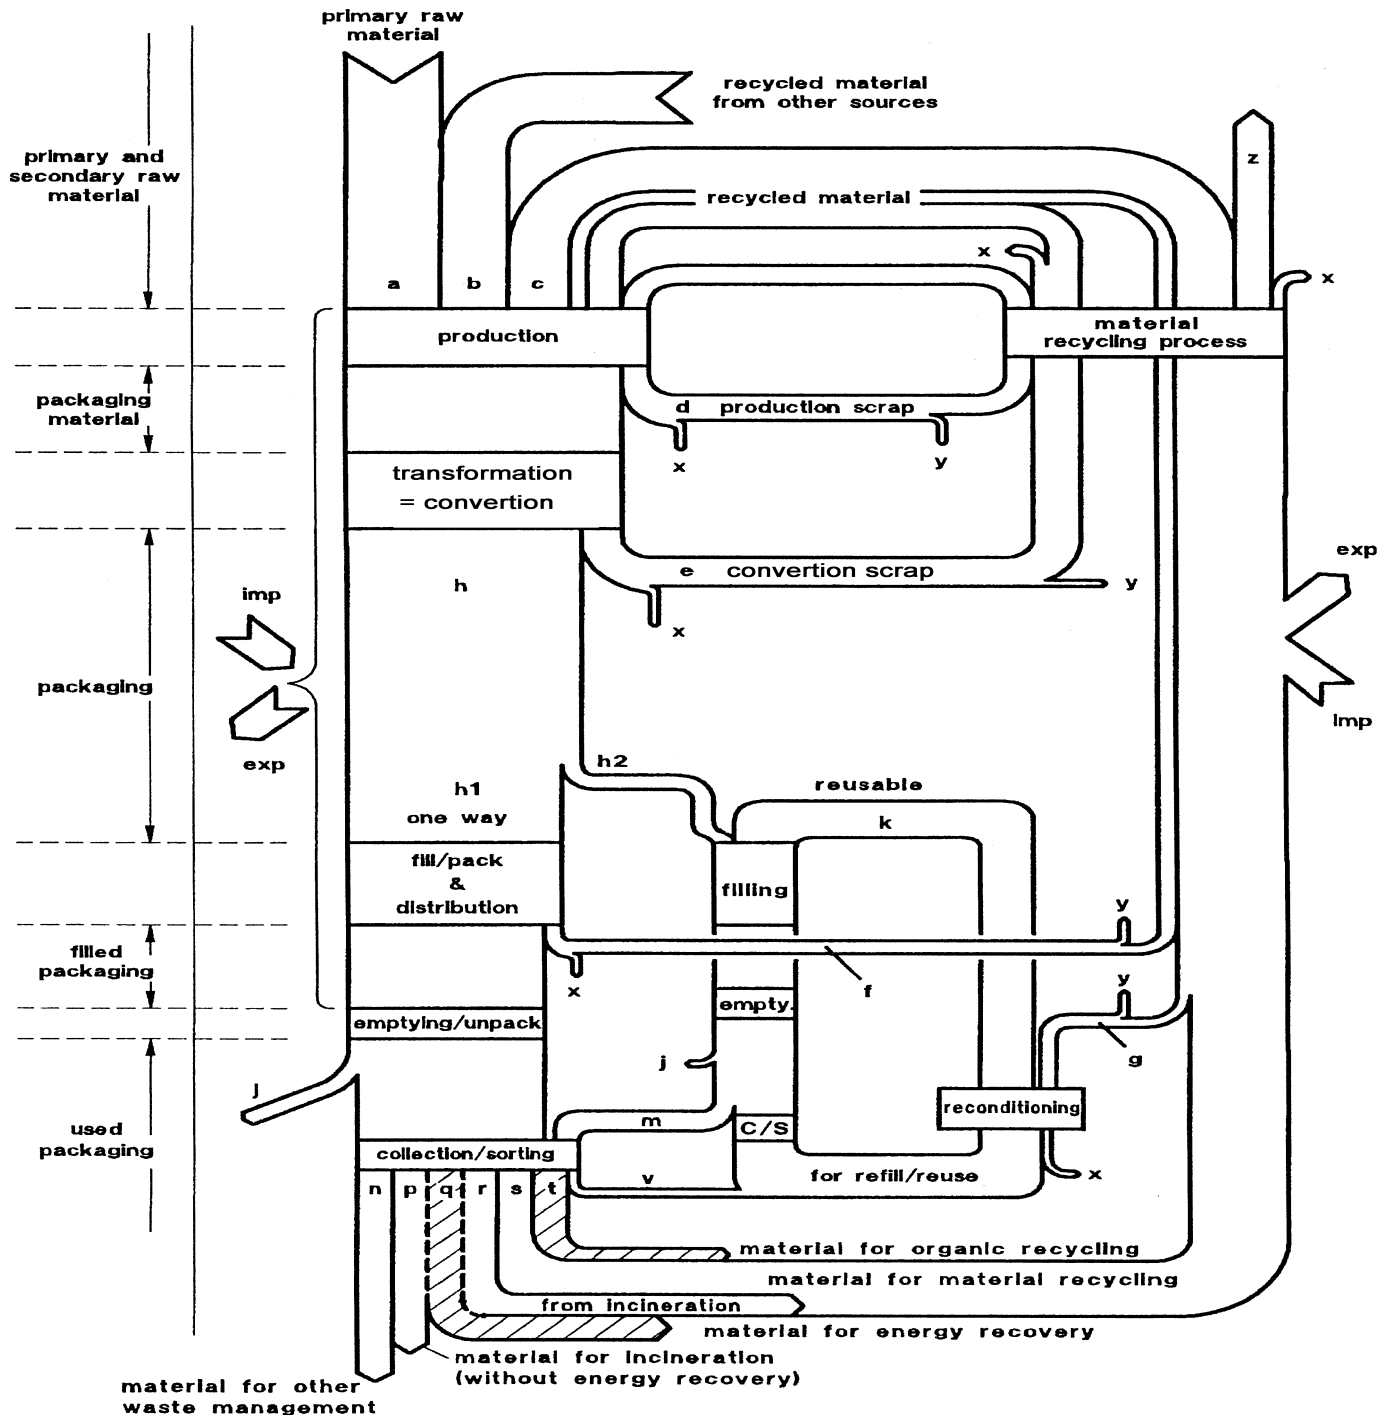 primary raw
material
recycled material
from other sources
z
primary and
secondary raw
material
recycled material
x
x
a
b
c
production
material
recycling process
packaging
material
d production scrap
x
y
transformation
= convertion
exp
e convertion scrap
y
h
imp
x
packaging
imp
exp
h2
h1
one way
reusable
k
fill/pack
&
distribution
filling
y
filled
packaging
x
f
y
empty.
emptying/unpack
j
g
j
reconditioning
m
C/S
used
packaging
collection/sorting
v
for refill/reuse
x
n
p
q
r
s
t
material for organic recycling
material for material recycling
from incineration
material for energy recovery
material for incineration
(without energy recovery)
material for other
waste management